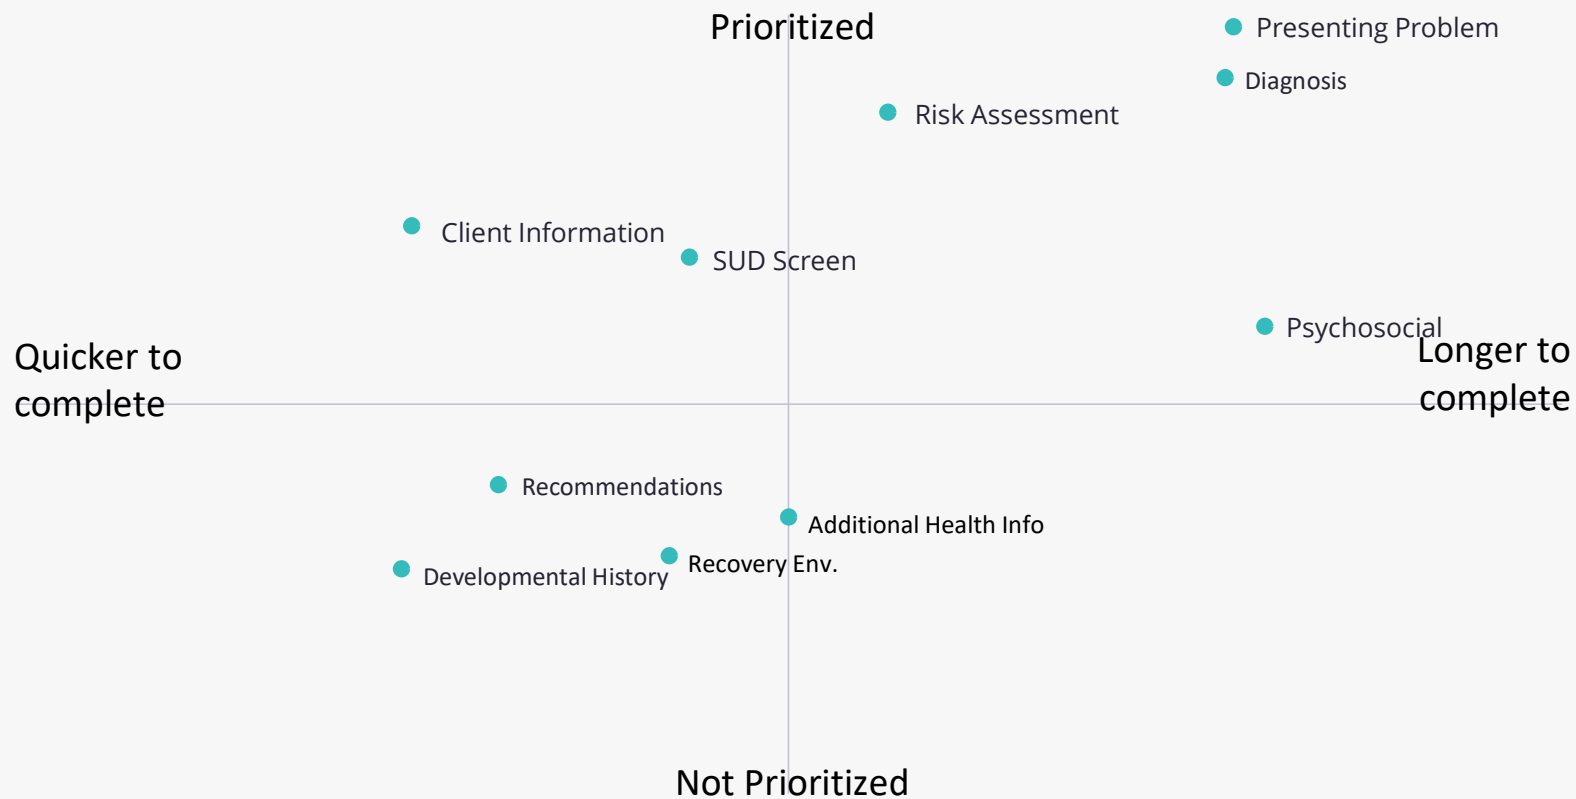 Prioritized
Presenting Problem
Diagnosis
Risk Assessment
Client Information
SUD Screen
Psychosocial
Quicker to
complete
Longer to
complete
Recommendations
Additional Health Info
Recovery Env.
Developmental History
Not Prioritized